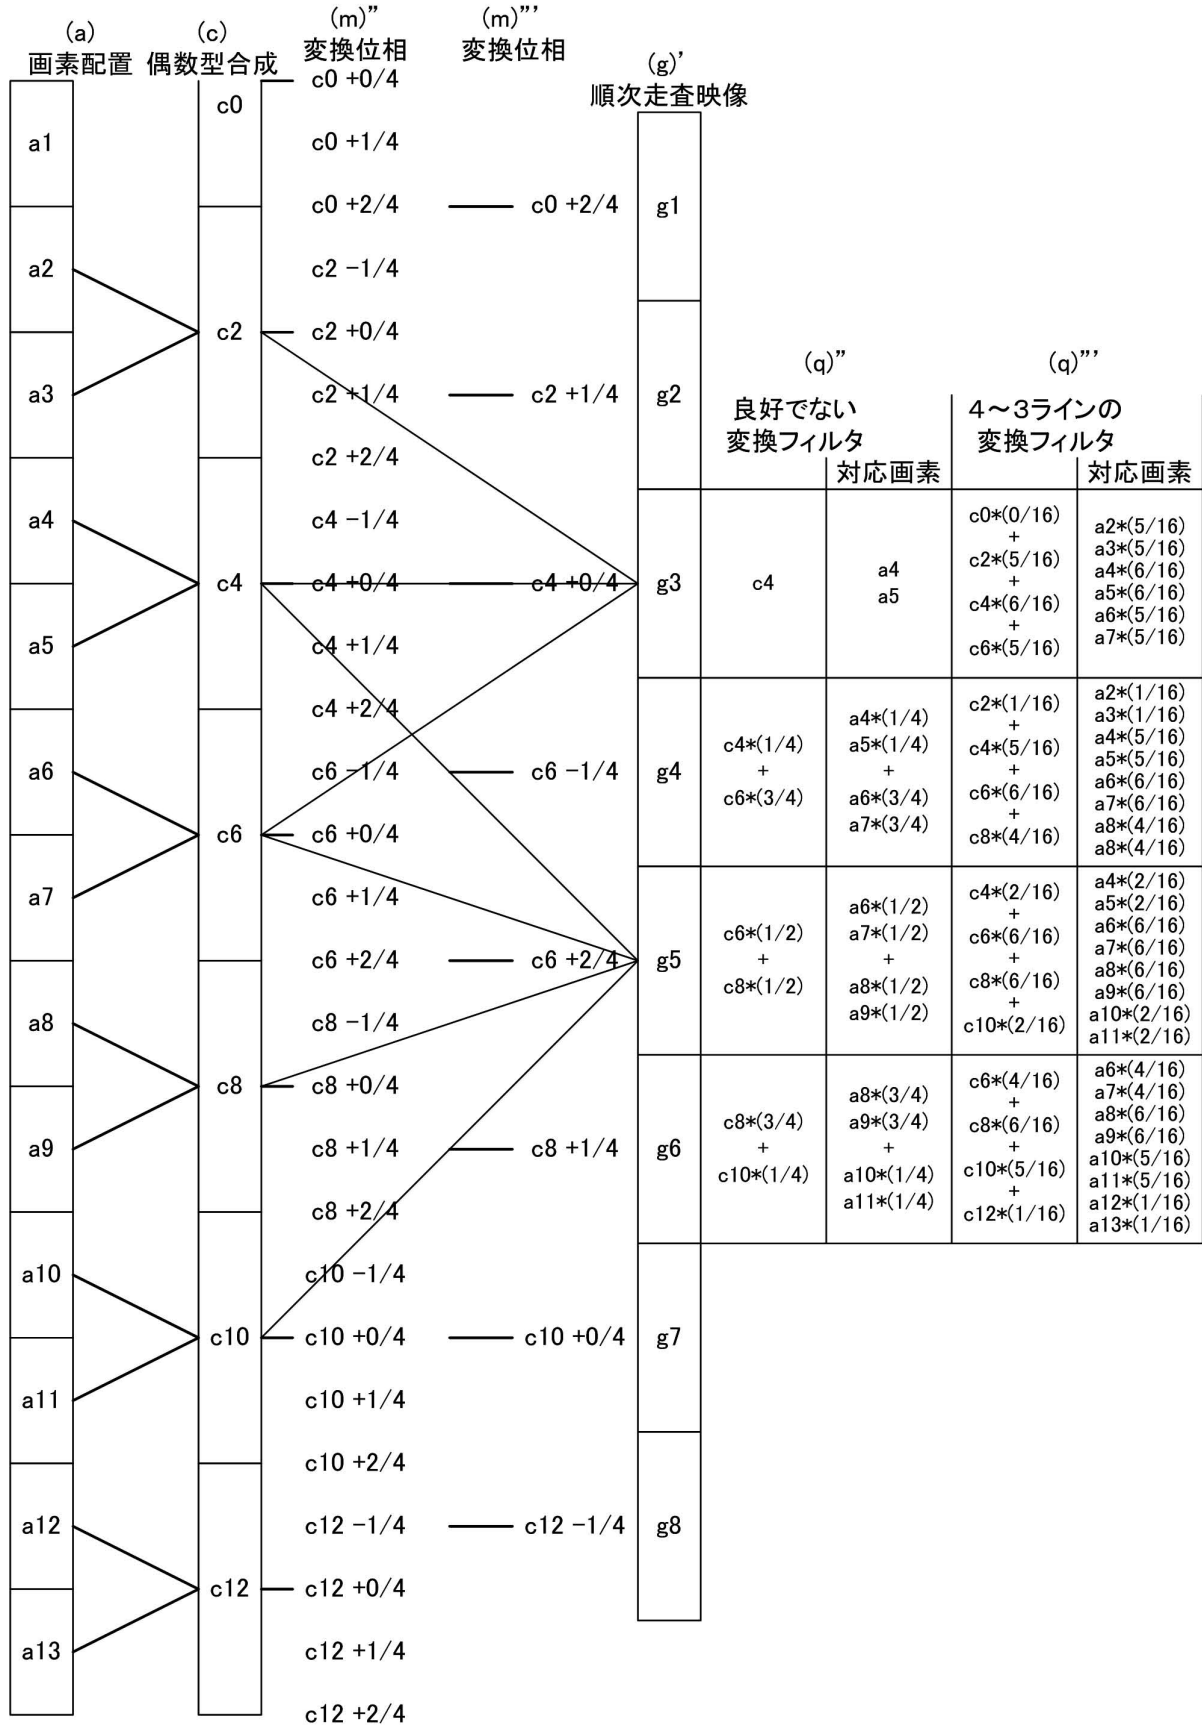 (a)
画素配置
a1
a2
a3
a4
a5
a6
a7
a8
a9
a10
a11
a12
a13
(c)
偶数型合成
c0
c2
c4
c6
c8
c10
c12
(m)”
変換位相
c0 +0/4
c0 +1/4
c0 +2/4
c2 −1/4
c2 +0/4
c2 +1/4
c2 +2/4
c4 −1/4
c4 +0/4
c4 +1/4
c4 +2/4
c6 −1/4
c6 +0/4
c6 +1/4
c6 +2/4
c8 −1/4
c8 +0/4
c8 +1/4
c8 +2/4
c10 −1/4
c10 +0/4
c10 +1/4
c10 +2/4
c12 −1/4
c12 +0/4
c12 +1/4
c12 +2/4
(m)”’
変換位相
c0 +2/4
c2 +1/4
c4 +0/4
c6 −1/4
c6 +2/4
c8 +1/4
c10 +0/4
c12 −1/4
(g)’
順次走査映像
g1
g2
g3
g4
g5
g6
g7
g8
(q)”
良好でない
変換フィルタ
c4
c4*(1/4)
+
c6*(3/4)
c6*(1/2)
+
c8*(1/2)
c8*(3/4)
+
c10*(1/4)
対応画素
a4
a5
a4*(1/4)
a5*(1/4)
+
a6*(3/4)
a7*(3/4)
a6*(1/2)
a7*(1/2)
+
a8*(1/2)
a9*(1/2)
a8*(3/4)
a9*(3/4)
+
a10*(1/4)
a11*(1/4)
(q)”’
４～３ラインの
変換フィルタ
c0*(0/16)
+
c2*(5/16)
+
c4*(6/16)
+
c6*(5/16)
c2*(1/16)
+
c4*(5/16)
+
c6*(6/16)
+
c8*(4/16)
c4*(2/16)
+
c6*(6/16)
+
c8*(6/16)
+
c10*(2/16)
c6*(4/16)
+
c8*(6/16)
+
c10*(5/16)
+
c12*(1/16)
対応画素
a2*(5/16)
a3*(5/16)
a4*(6/16)
a5*(6/16)
a6*(5/16)
a7*(5/16)
a2*(1/16)
a3*(1/16)
a4*(5/16)
a5*(5/16)
a6*(6/16)
a7*(6/16)
a8*(4/16)
a8*(4/16)
a4*(2/16)
a5*(2/16)
a6*(6/16)
a7*(6/16)
a8*(6/16)
a9*(6/16)
a10*(2/16)
a11*(2/16)
a6*(4/16)
a7*(4/16)
a8*(6/16)
a9*(6/16)
a10*(5/16)
a11*(5/16)
a12*(1/16)
a13*(1/16)